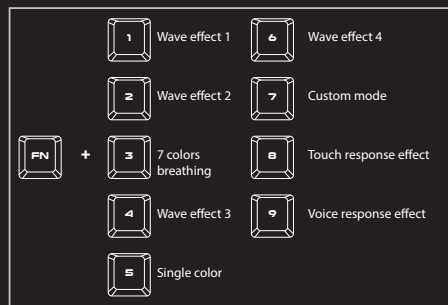 1 Wave effect 1
6 Wave effect 4
2 Wave effect 2
7 Custom mode
FN + 3 7 colors
breathing
8 Touch response effect
4 Wave effect 3
9 Voice response effect
5 Single color